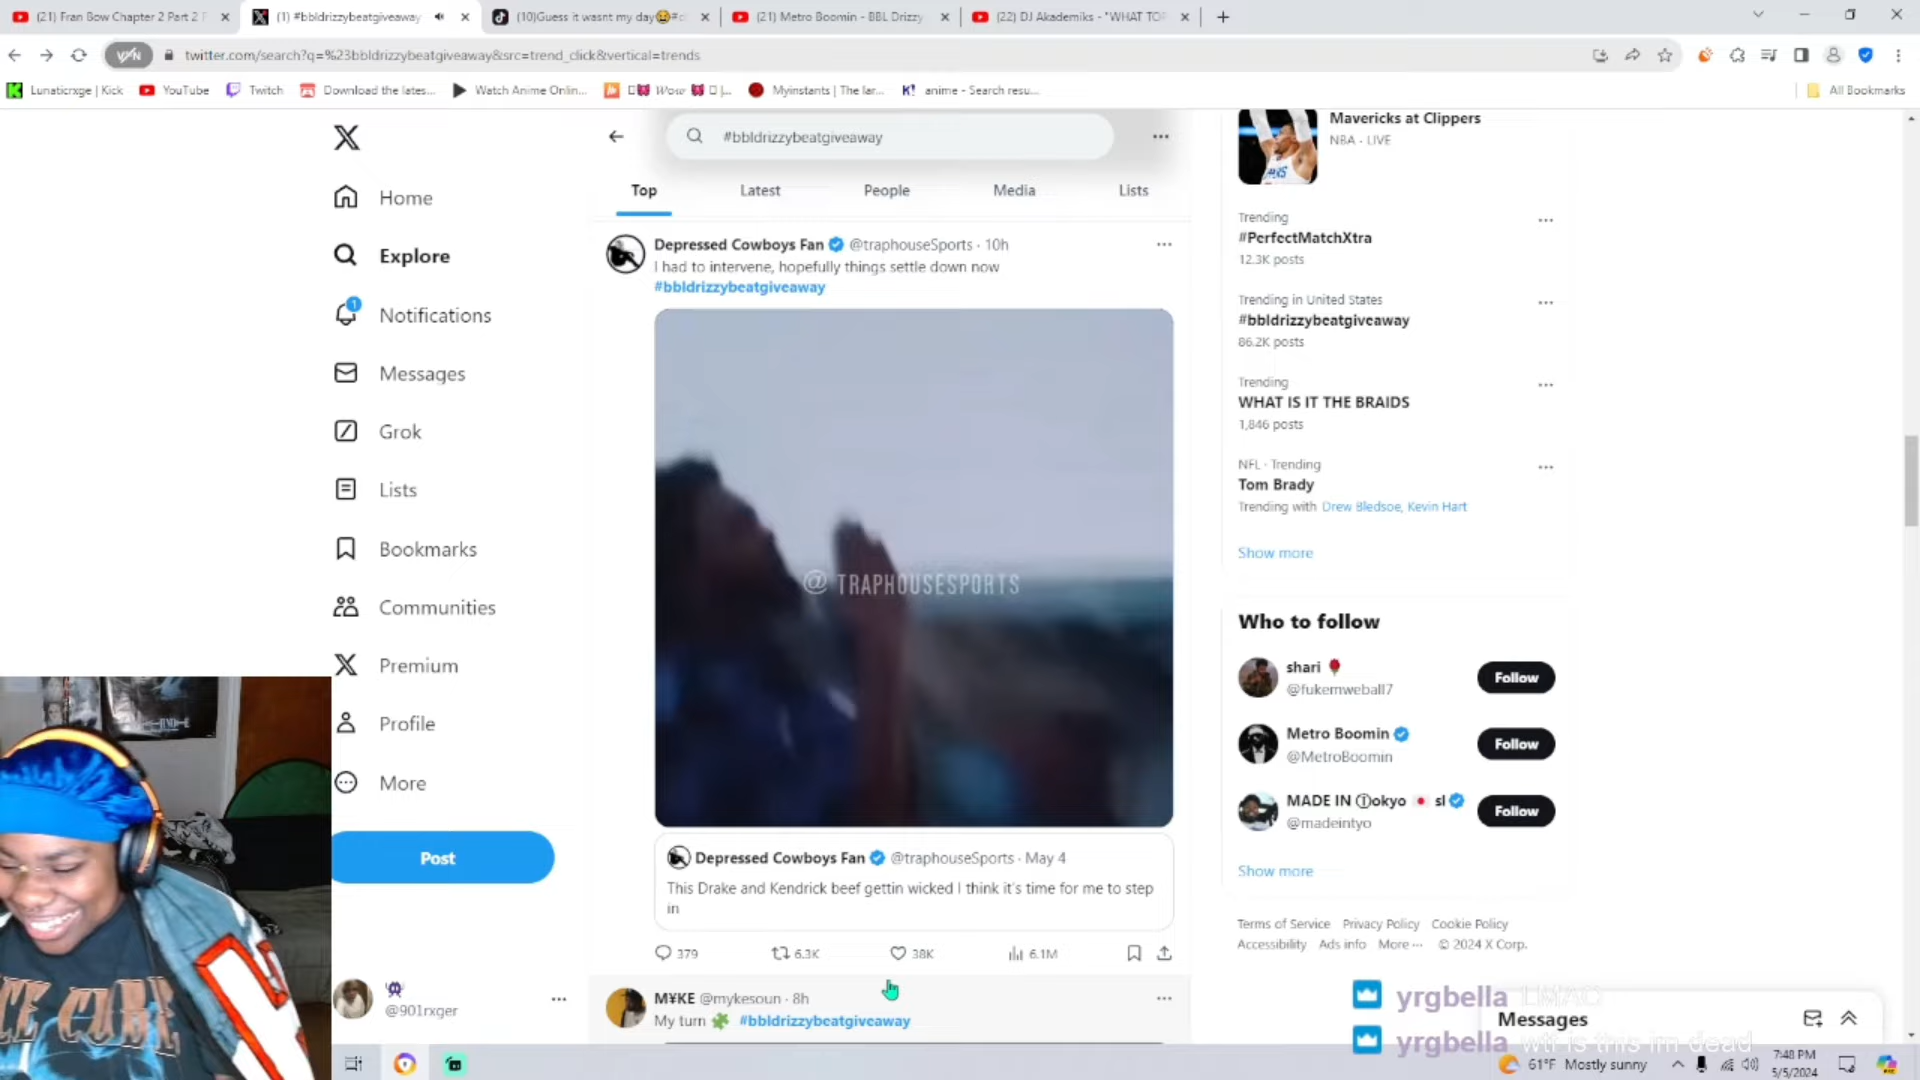 (21) Fran Bow Chapter 2 Part 2 F
(1) #bbldrizzybeatgiveaway
(10)Guess it wasnt my day😂#d
(21) Metro Boomin - BBL Drizzy
(22) DJ Akademiks - "WHAT TOP
VPN
twitter.com/search?q=%23bbldrizzybeatgiveaway&src=trend_click&vertical=trends
Lunaticrxge | Kick
YouTube
Twitch
Download the lates...
Watch Anime Onlin...
Wow
Myinstants | The lar...
anime - Search resu...
All Bookmarks
#bbldrizzybeatgiveaway
Top
Latest
People
Media
Lists
Home
Explore
1
Notifications
Messages
Grok
Lists
Bookmarks
Communities
Premium
Profile
More
Post
@901rxger
Depressed Cowboys Fan @traphouseSports · 10h
I had to intervene, hopefully things settle down now
#bbldrizzybeatgiveaway
@TRAPHOUSESPORTS
Depressed Cowboys Fan @traphouseSports · May 4
This Drake and Kendrick beef gettin wicked I think it's time for me to step
in
379
6.3K
38K
6.1M
M¥KE @mykesoun · 8h
My turn #bbldrizzybeatgiveaway
Mavericks at Clippers
NBA · LIVE
Trending
#PerfectMatchXtra
12.3K posts
Trending in United States
#bbldrizzybeatgiveaway
86.2K posts
Trending
WHAT IS IT THE BRAIDS
1,846 posts
NFL · Trending
Tom Brady
Trending with Drew Bledsoe, Kevin Hart
Show more
Who to follow
shari 🌹
@fukemweball7
Follow
Metro Boomin
@MetroBoomin
Follow
MADE IN Ⓣokyo 🇯🇵 sl
@madeintyo
Follow
Show more
Terms of Service Privacy Policy Cookie Policy
Accessibility Ads info More ··· © 2024 X Corp.
yrgbella LMAO
Messages
yrgbella wtf is this im dead
61°F Mostly sunny
7:48 PM
5/5/2024